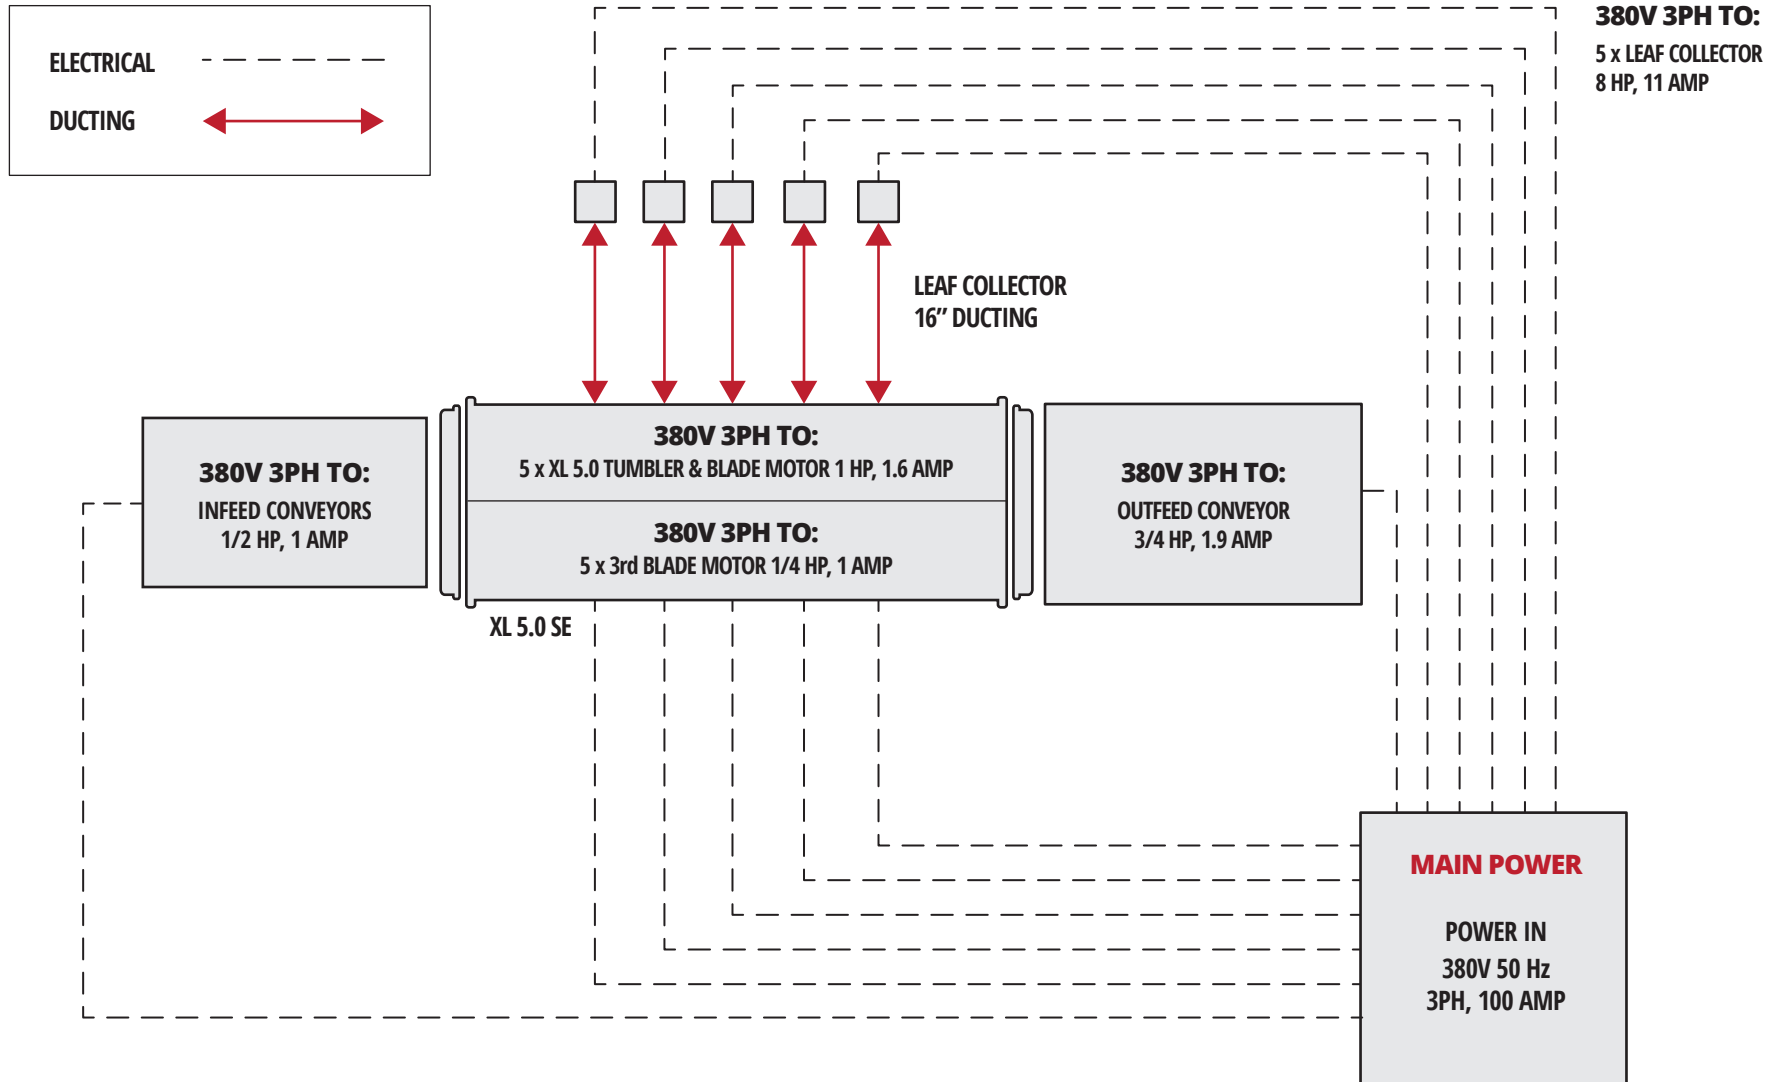 ELECTRICAL
DUCTING
380V 3PH TO:
5 x LEAF COLLECTOR
8 HP, 11 AMP
LEAF COLLECTOR
16” DUCTING
380V 3PH TO:
INFEED CONVEYORS
1/2 HP, 1 AMP
380V 3PH TO:
5 x XL 5.0 TUMBLER & BLADE MOTOR 1 HP, 1.6 AMP
380V 3PH TO:
5 x 3rd BLADE MOTOR 1/4 HP, 1 AMP
XL 5.0 SE
380V 3PH TO:
OUTFEED CONVEYOR
3/4 HP, 1.9 AMP
MAIN POWER
POWER IN
380V 50 Hz
3PH, 100 AMP